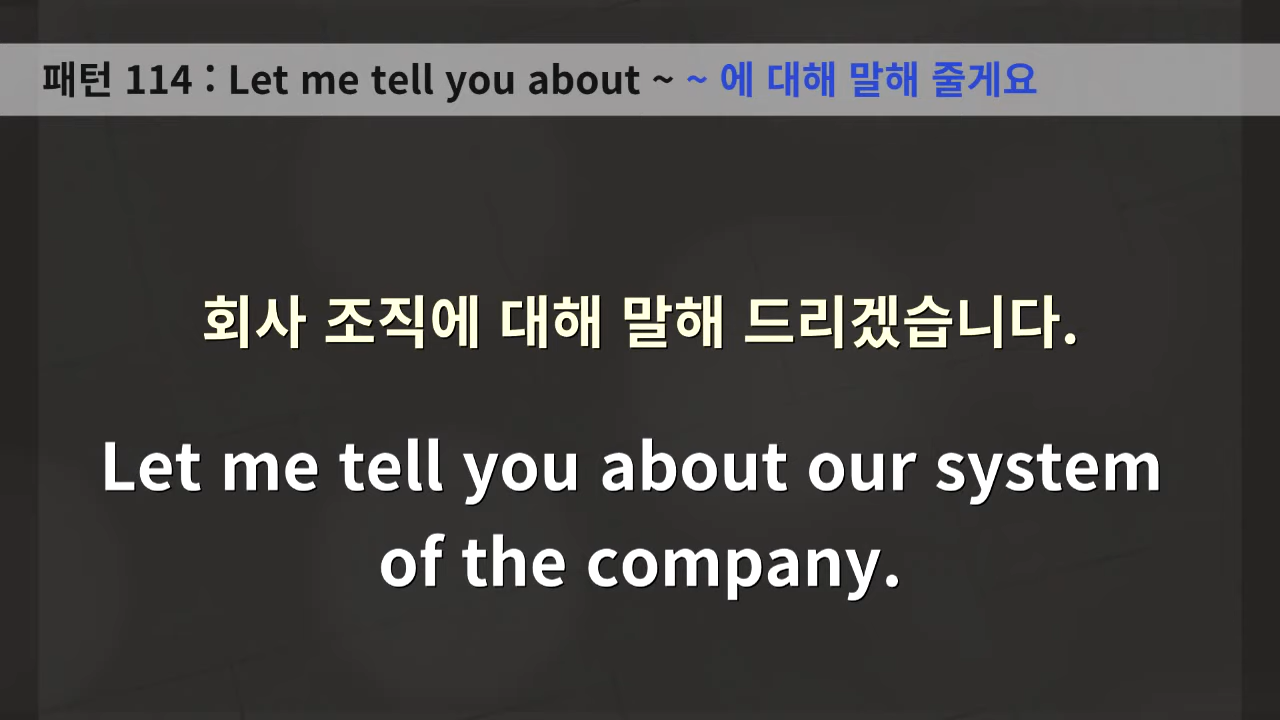 패턴 114 : Let me tell you about ~ ~ 에 대해 말해 줄게요
회사 조직에 대해 말해 드리겠습니다.
Let me tell you about our system
of the company.